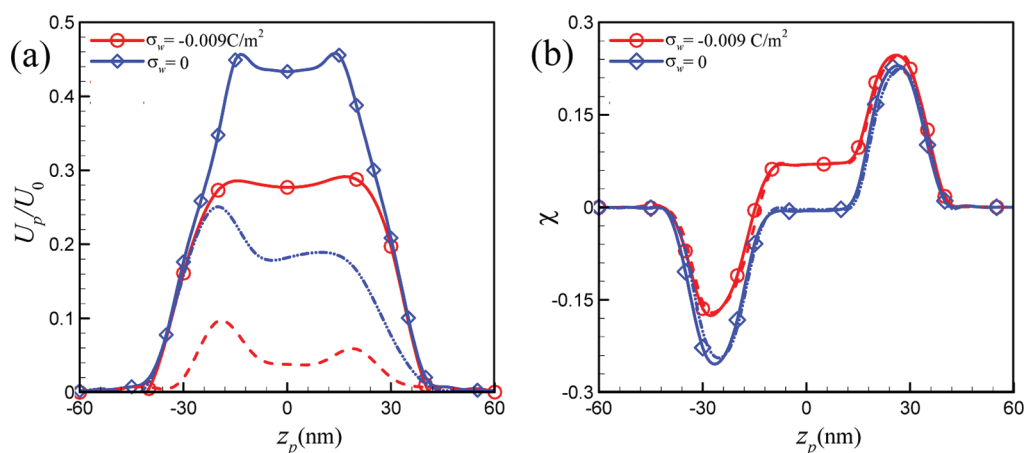 (a)
σw= -0.009C/m²
σw= 0
0.5
0.4
0.3
0.2
0.1
0
Up/U0
-60 -30 0 30 60
zp(nm)
(b)
σw= -0.009 C/m²
σw= 0
0.3
0.15
0
-0.15
-0.3
χ
-60 -30 0 30 60
zp(nm)